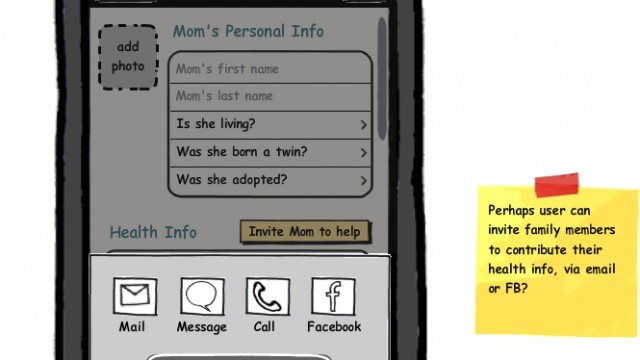 add
photo
Mom's Personal Info
Mom's first name
Mom's last name
Is she living?
Was she born a twin?
Was she adopted?
Health Info
Invite Mom to help
Mail
Message
Call
Facebook
Perhaps user can
invite family members
to contribute their
health info, via email
or FB?